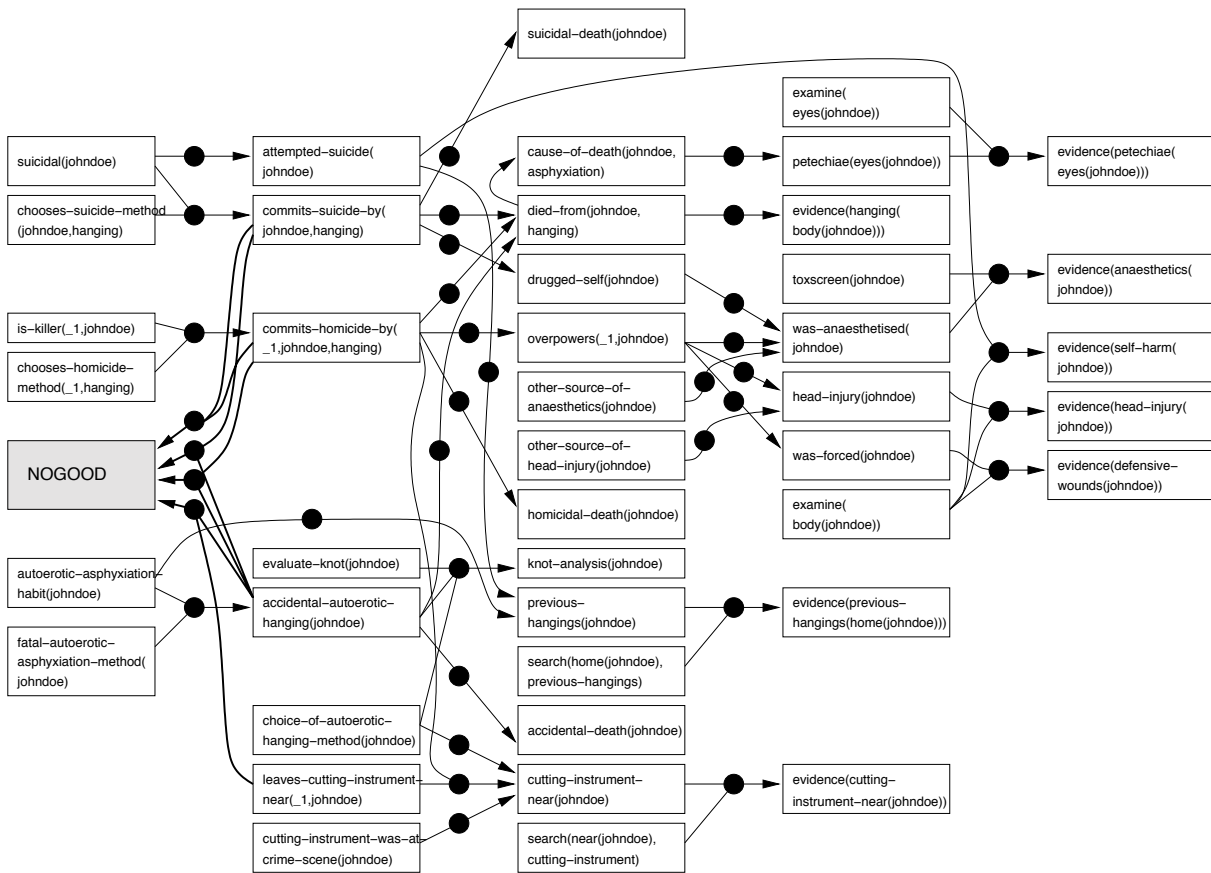 suicidal(johndoe)
chooses−suicide−method
(johndoe,hanging)
is−killer(_1,johndoe)
chooses−homicide−
method(_1,hanging)
NOGOOD
autoerotic−asphyxiation−
habit(johndoe)
fatal−autoerotic−
asphyxiation−method(
johndoe)
attempted−suicide(
johndoe)
commits−suicide−by(
johndoe,hanging)
commits−homicide−by(
_1,johndoe,hanging)
evaluate−knot(johndoe)
accidental−autoerotic−
hanging(johndoe)
choice−of−autoerotic−
hanging−method(johndoe)
leaves−cutting−instrument−
near(_1,johndoe)
cutting−instrument−was−at−
crime−scene(johndoe)
suicidal−death(johndoe)
cause−of−death(johndoe,
asphyxiation)
died−from(johndoe,
hanging)
drugged−self(johndoe)
overpowers(_1,johndoe)
other−source−of−
anaesthetics(johndoe)
other−source−of−
head−injury(johndoe)
homicidal−death(johndoe)
knot−analysis(johndoe)
previous−
hangings(johndoe)
search(home(johndoe),
previous−hangings)
accidental−death(johndoe)
cutting−instrument−
near(johndoe)
search(near(johndoe),
cutting−instrument)
examine(
eyes(johndoe))
petechiae(eyes(johndoe))
evidence(hanging(
body(johndoe)))
toxscreen(johndoe)
was−anaesthetised(
johndoe)
head−injury(johndoe)
was−forced(johndoe)
examine(
body(johndoe))
evidence(previous−
hangings(home(johndoe)))
evidence(cutting−
instrument−near(johndoe))
evidence(petechiae(
eyes(johndoe)))
evidence(anaesthetics(
johndoe))
evidence(self−harm(
johndoe))
evidence(head−injury(
johndoe))
evidence(defensive−
wounds(johndoe))